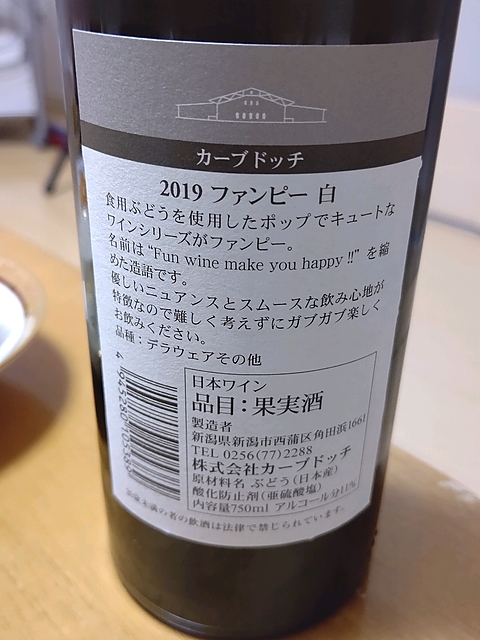 カーブドッチ
2019 ファンピー 白
食用ぶどうを使用したポップでキュートな
ワインシリーズがファンピー。
名前は“Fun wine make you happy !!”を縮
めた造語です。
優しいニュアンスとスムースな飲み心地が
特徴なので難しく考えずにガブガブ楽しく
お飲みください。
品種：デラウェアその他
日本ワイン
品目：果実酒
製造者
新潟県新潟市西蒲区角田浜1661
TEL 0256(77)2288
株式会社カーブドッチ
原材料名 ぶどう(日本産)
酸化防止剤(亜硫酸塩)
内容量750ml アルコール分11%
満未満の者の飲酒は法律で禁じられています。